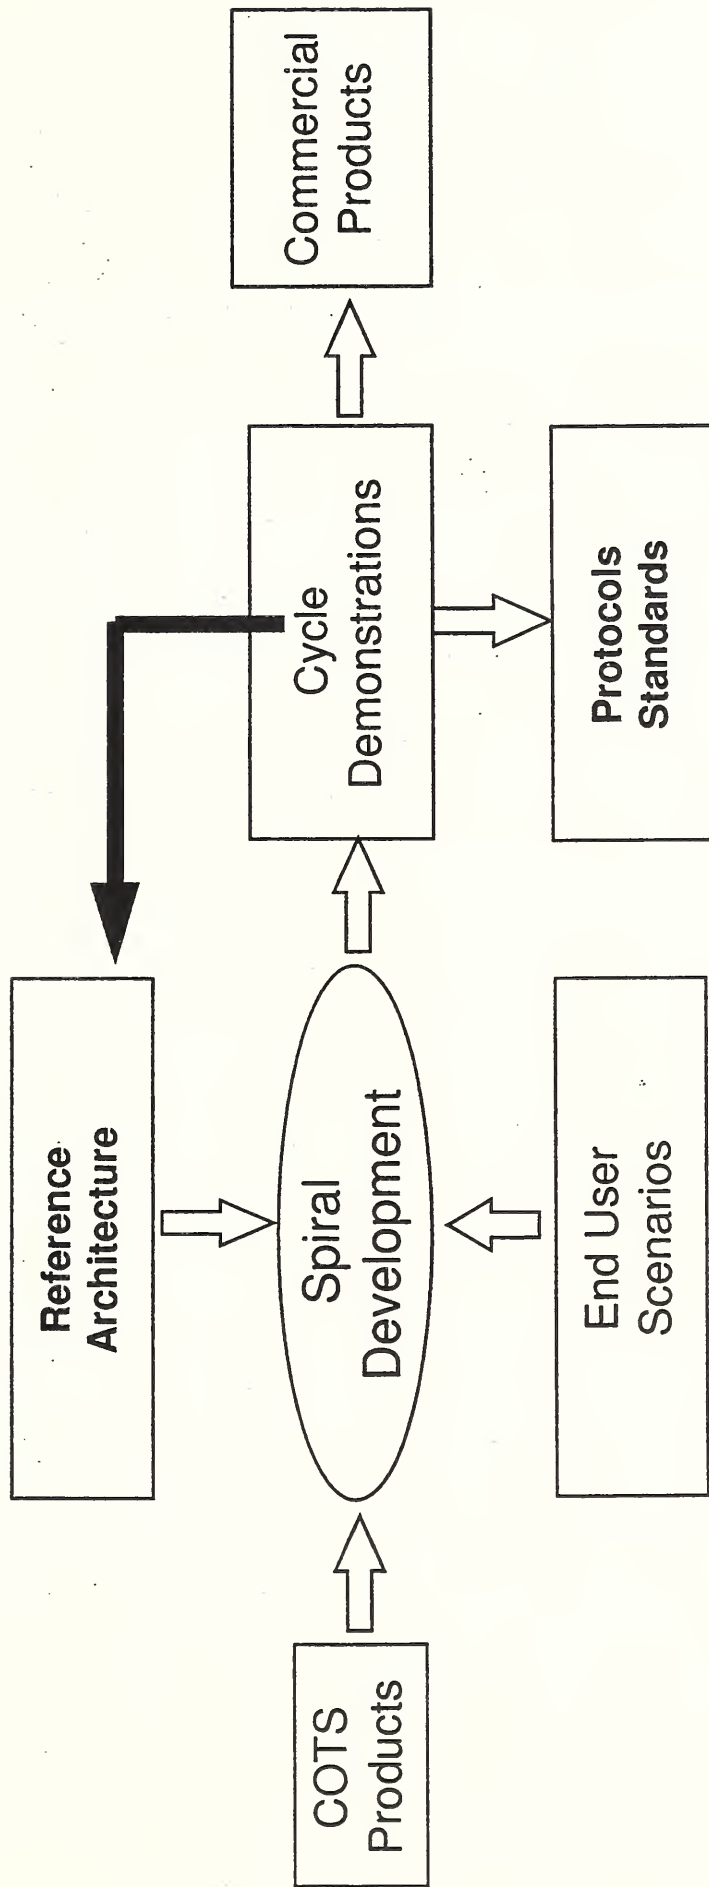 Reference
Architecture
COTS
Products
Spiral
Development
Cycle
Demonstrations
Commercial
Products
End User
Scenarios
Protocols
Standards